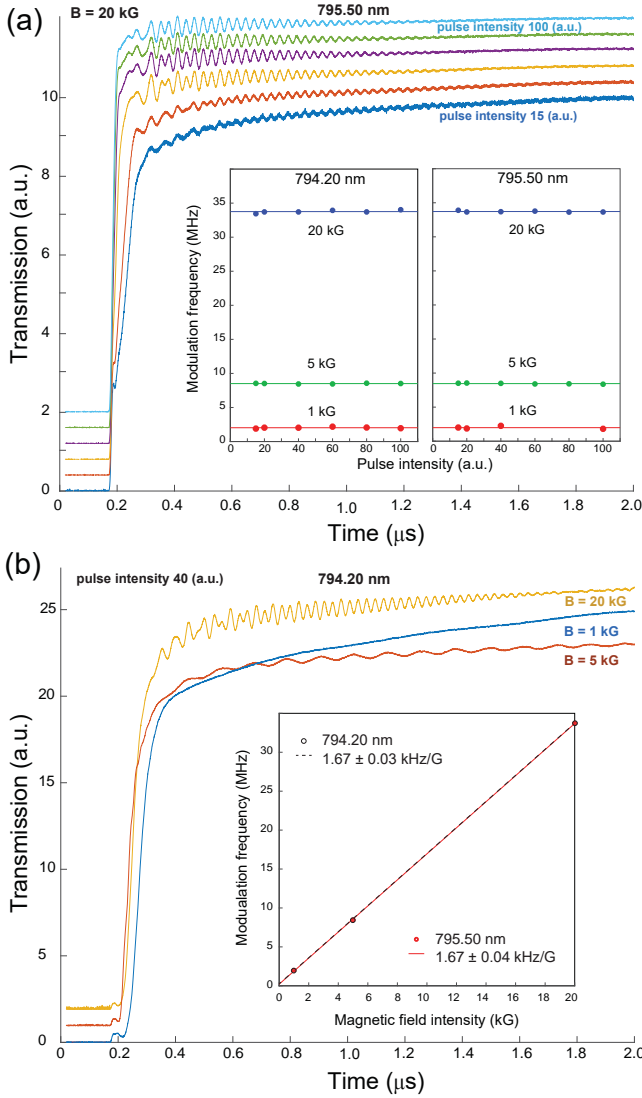 (a)
B = 20 kG
795.50 nm
pulse intensity 100 (a.u.)
pulse intensity 15 (a.u.)
Transmission (a.u.)
10
8
6
4
2
0
0
0.2
0.4
0.6
0.8
1.0
1.2
1.4
1.6
1.8
2.0
Time (μs
794.20 nm
795.50 nm
Modulation frequency (MHz)
40
35
30
25
20
15
10
5
0
20 kG
20 kG
5 kG
5 kG
1 kG
1 kG
0 20 40 60 80 100
0 20 40 60 80 100
Pulse intensity (a.u.)
(b)
pulse intensity 40 (a.u.)
794.20 nm
B = 20 kG
B = 1 kG
B = 5 kG
Transmission (a.u.)
25
20
15
10
5
0
0
0.2
0.4
0.6
0.8
1.0
1.2
1.4
1.6
1.8
2.0
Time (μs
Modualation frequency (MHz)
30
25
20
15
10
5
0
794.20 nm
1.67 ± 0.03 kHz/G
795.50 nm
1.67 ± 0.04 kHz/G
0 2 4 6 8 10 12 14 16 18 20
Magnetic field intensity (kG)